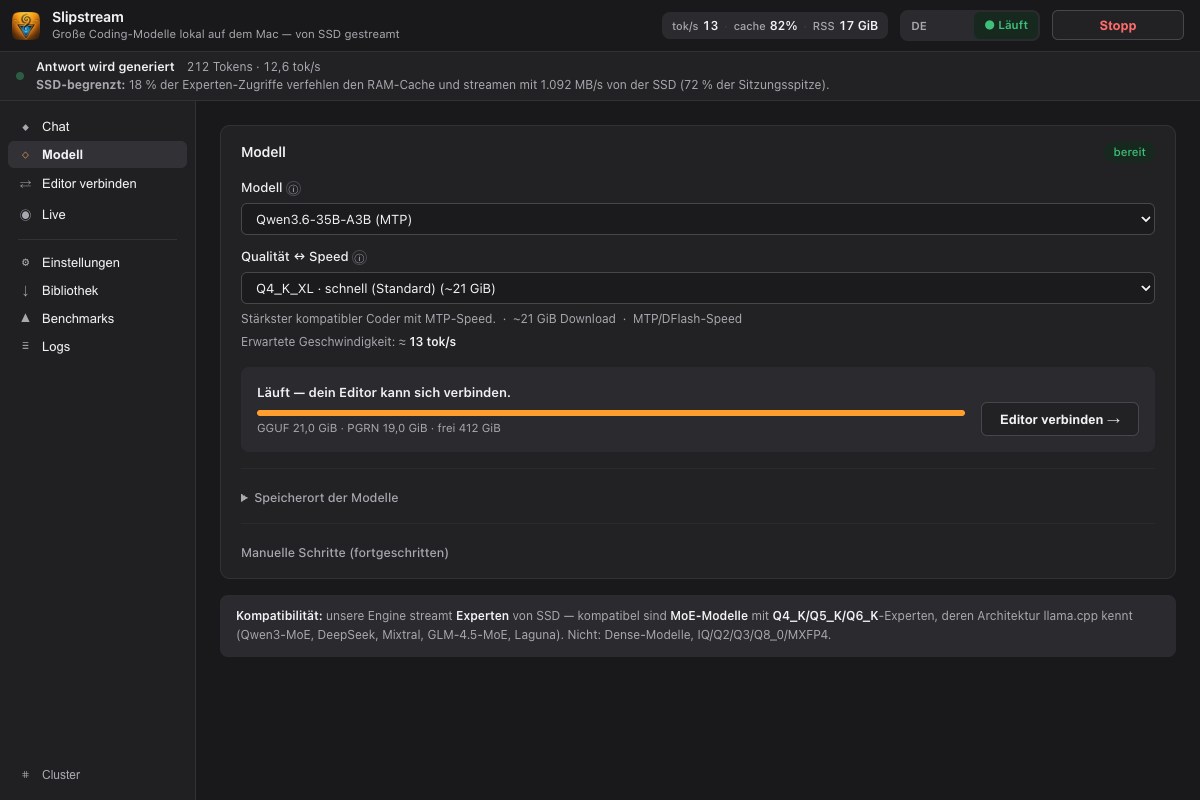 Slipstream
Große Coding-Modelle lokal auf dem Mac — von SSD gestreamt
tok/s 13 · cache 82% · RSS 17 GiB
DE
Läuft
Stopp
Antwort wird generiert 212 Tokens · 12,6 tok/s
SSD-begrenzt: 18 % der Experten-Zugriffe verfehlen den RAM-Cache und streamen mit 1.092 MB/s von der SSD (72 % der Sitzungsspitze).
Chat
Modell
Editor verbinden
Live
Einstellungen
Bibliothek
Benchmarks
Logs
Cluster
Modell
bereit
Modell ⓘ
Qwen3.6-35B-A3B (MTP)
Qualität ↔ Speed ⓘ
Q4_K_XL · schnell (Standard) (~21 GiB)
Stärkster kompatibler Coder mit MTP-Speed. · ~21 GiB Download · MTP/DFlash-Speed
Erwartete Geschwindigkeit: ≈ 13 tok/s
Läuft — dein Editor kann sich verbinden.
GGUF 21,0 GiB · PGRN 19,0 GiB · frei 412 GiB
Editor verbinden →
Speicherort der Modelle
Manuelle Schritte (fortgeschritten)
Kompatibilität: unsere Engine streamt Experten von SSD — kompatibel sind MoE-Modelle mit Q4_K/Q5_K/Q6_K-Experten, deren Architektur llama.cpp kennt
(Qwen3-MoE, DeepSeek, Mixtral, GLM-4.5-MoE, Laguna). Nicht: Dense-Modelle, IQ/Q2/Q3/Q8_0/MXFP4.